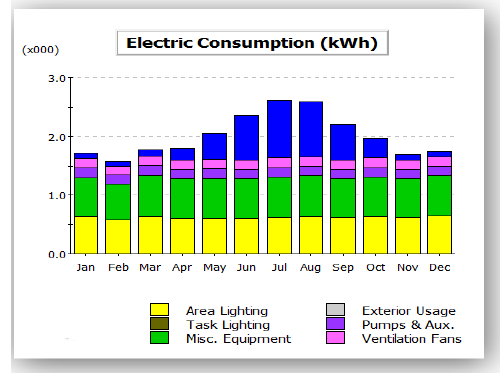 Electric Consumption (kWh)
(x000)
3.0
2.0
1.0
0.0
Jan Feb Mar Apr May Jun Jul Aug Sep Oct Nov Dec
Area Lighting Exterior Usage
Task Lighting Pumps & Aux.
Misc. Equipment Ventilation Fans